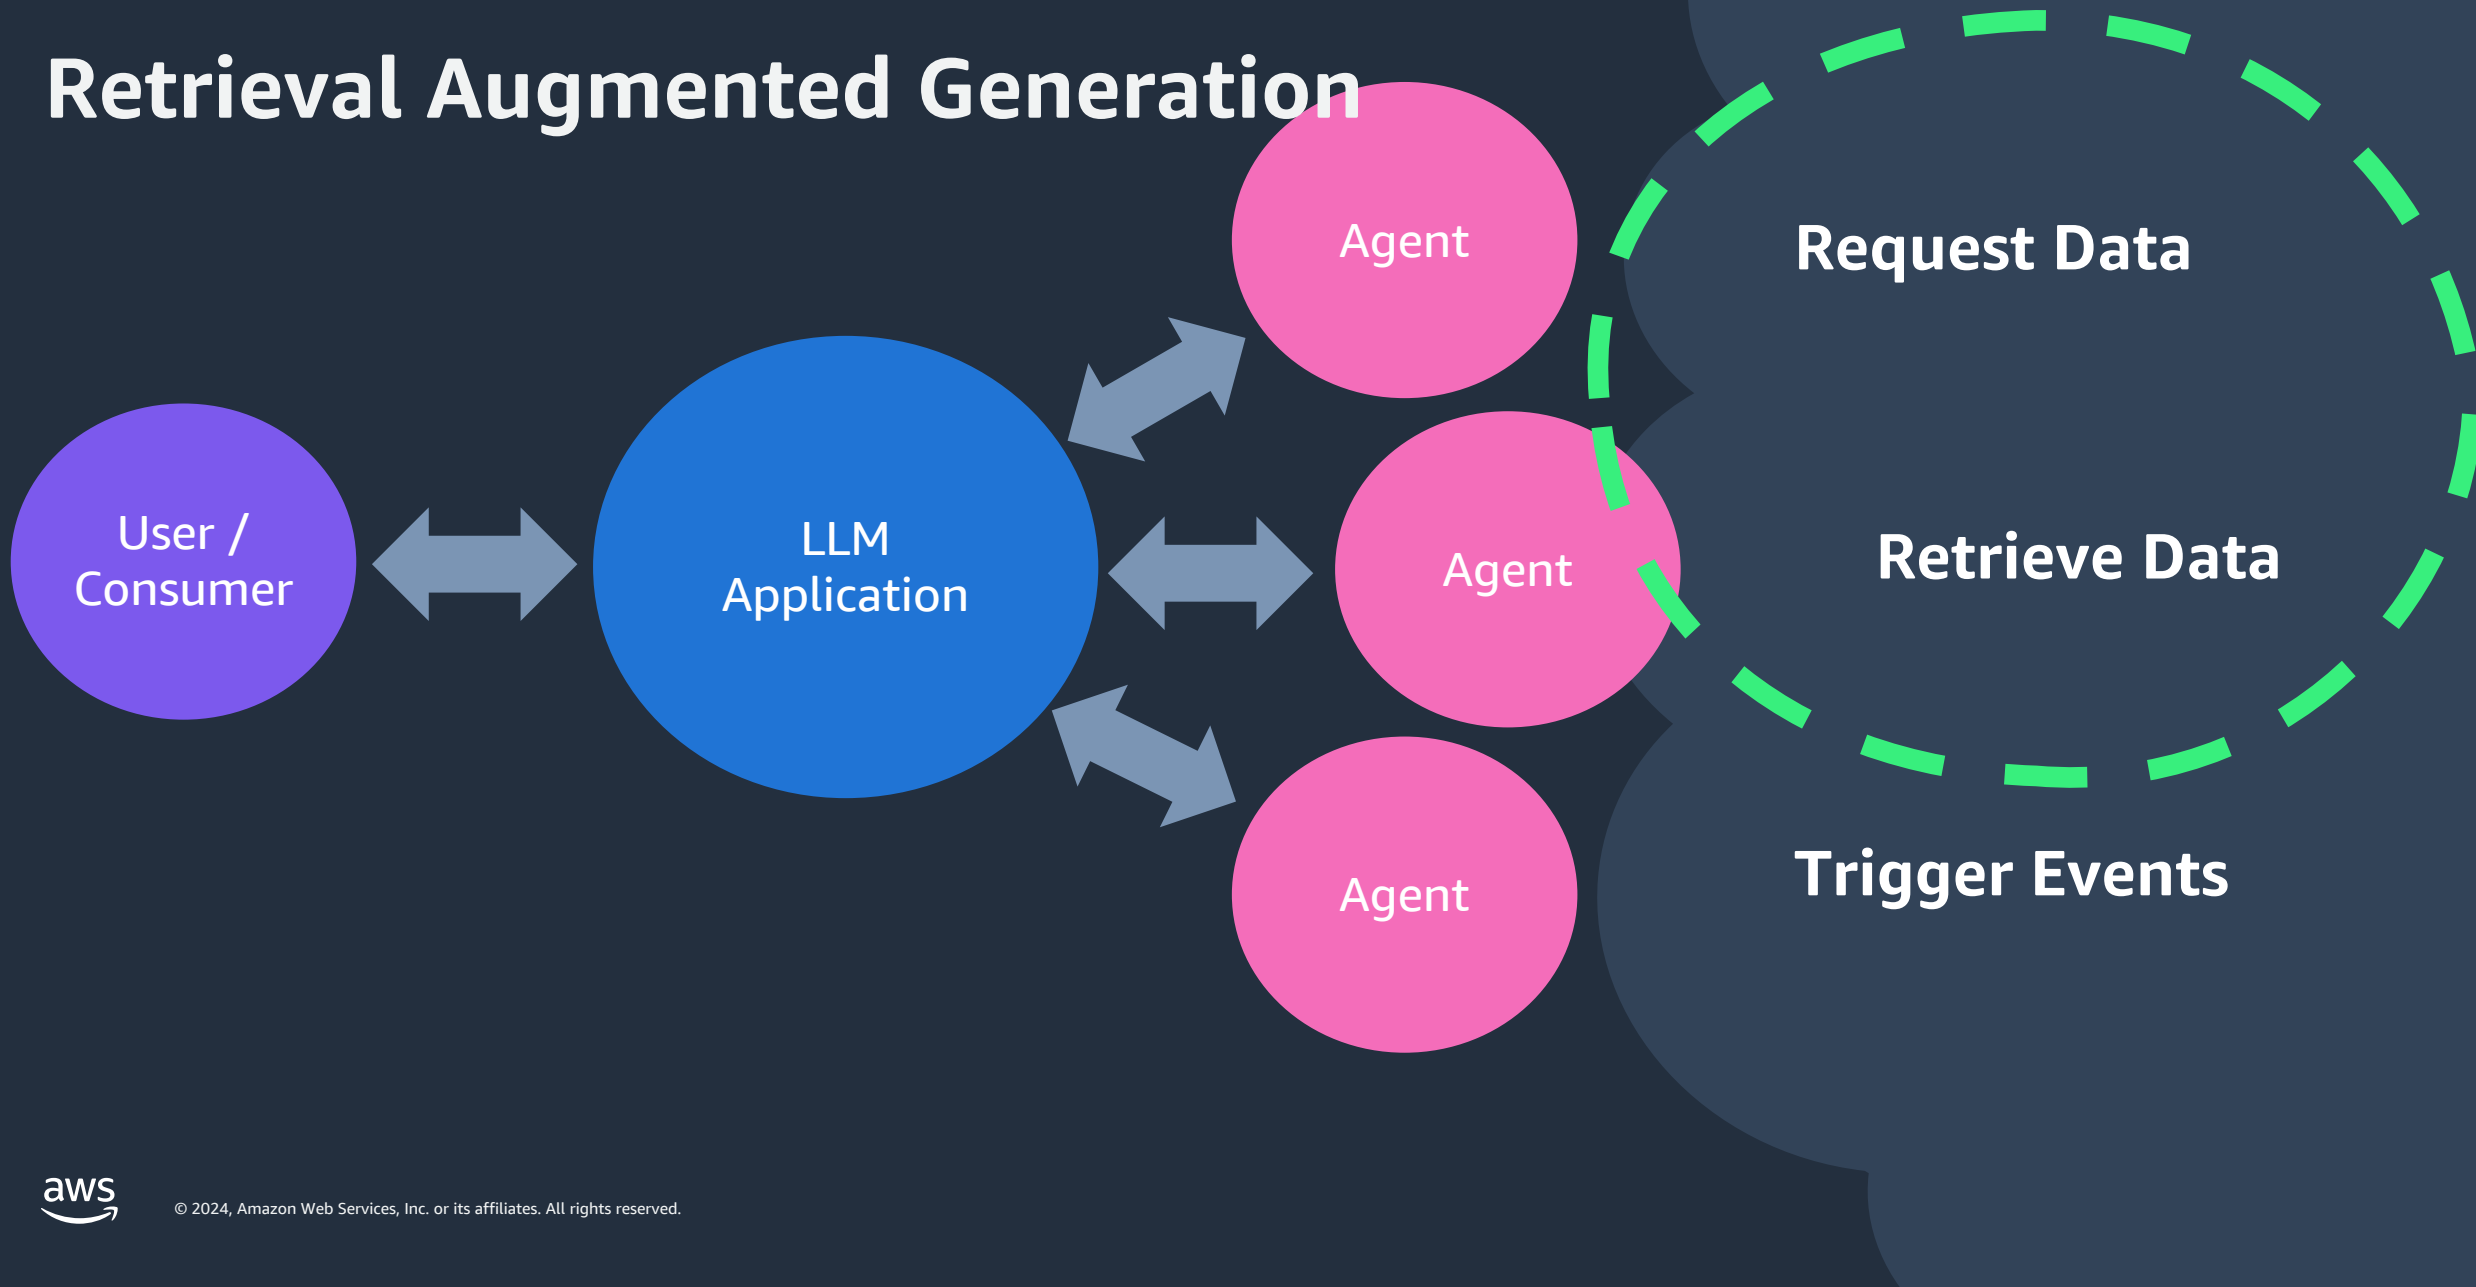 Retrieval Augmented Generation
Agent
Request Data
User /
Consumer
LLM
Application
Agent
Retrieve Data
Agent
Trigger Events
aws
© 2024, Amazon Web Services, Inc. or its affiliates. All rights reserved.